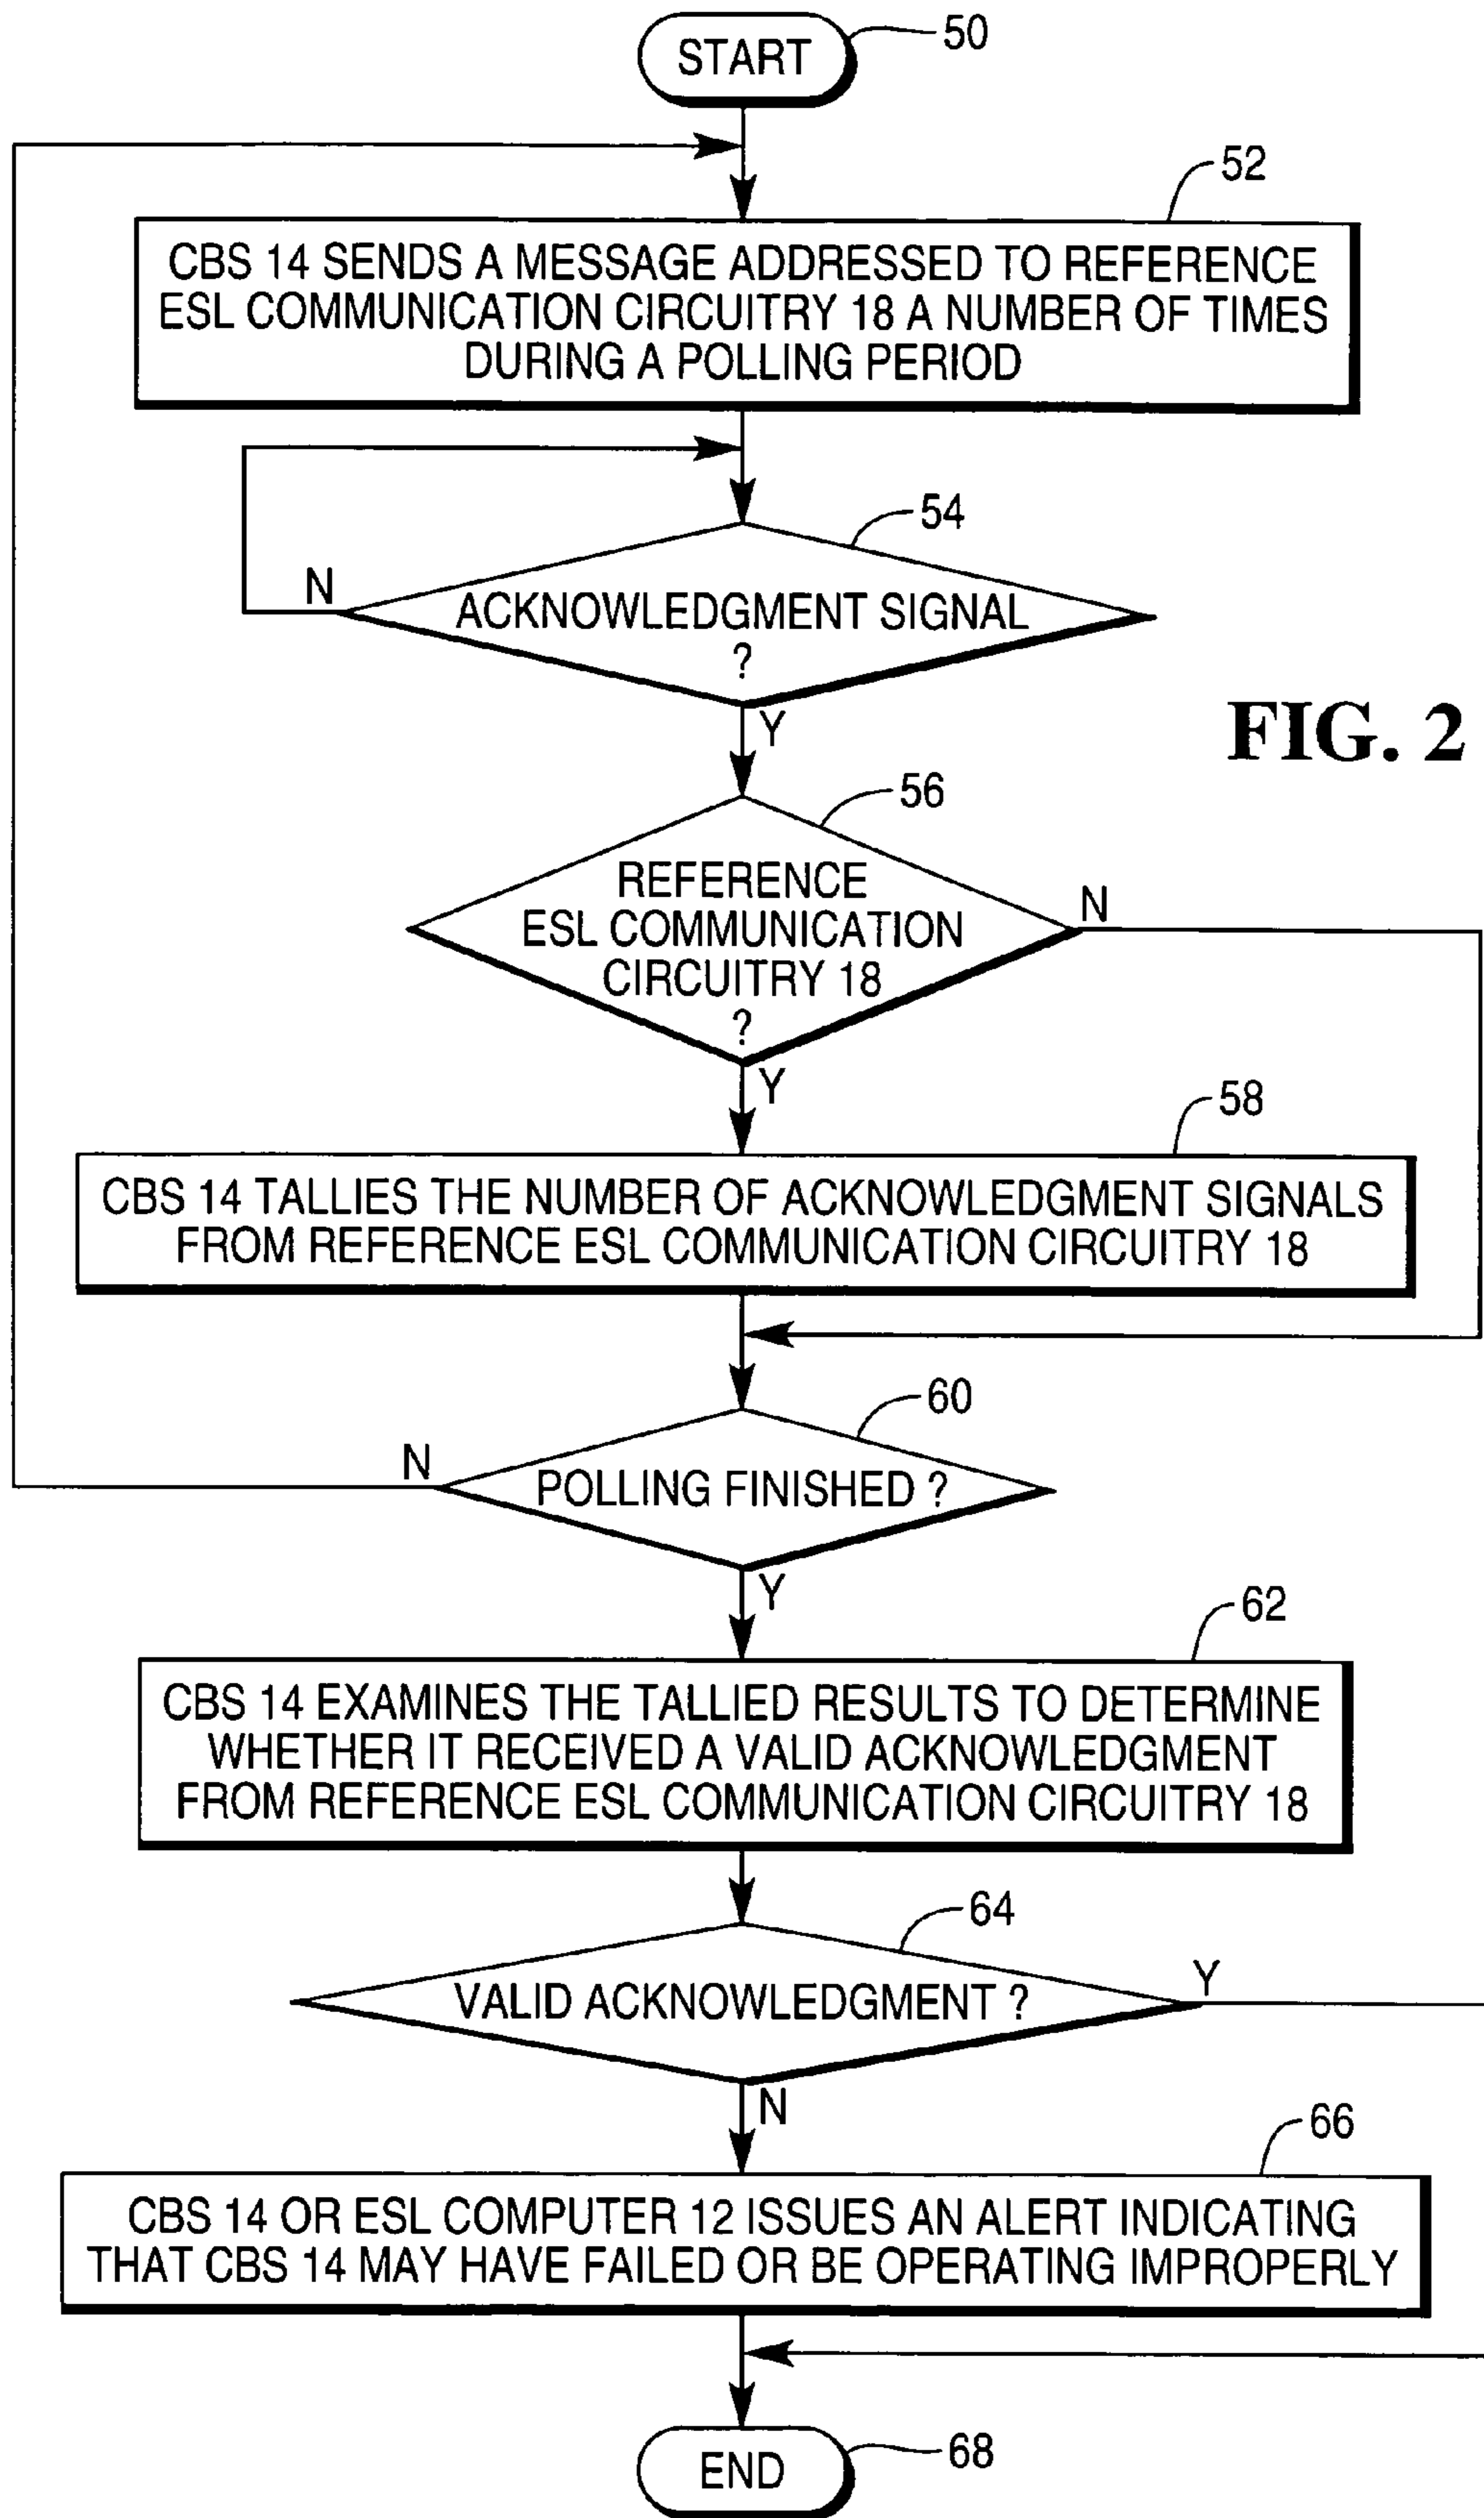 START
50
52
CBS 14 SENDS A MESSAGE ADDRESSED TO REFERENCE
ESL COMMUNICATION CIRCUITRY 18 A NUMBER OF TIMES
DURING A POLLING PERIOD
54
N
ACKNOWLEDGMENT SIGNAL
?
Y
FIG. 2
56
REFERENCE
ESL COMMUNICATION
CIRCUITRY 18
?
N
Y
58
CBS 14 TALLIES THE NUMBER OF ACKNOWLEDGMENT SIGNALS
FROM REFERENCE ESL COMMUNICATION CIRCUITRY 18
60
N
POLLING FINISHED ?
Y
62
CBS 14 EXAMINES THE TALLIED RESULTS TO DETERMINE
WHETHER IT RECEIVED A VALID ACKNOWLEDGMENT
FROM REFERENCE ESL COMMUNICATION CIRCUITRY 18
64
VALID ACKNOWLEDGMENT ?
Y
N
66
CBS 14 OR ESL COMPUTER 12 ISSUES AN ALERT INDICATING
THAT CBS 14 MAY HAVE FAILED OR BE OPERATING IMPROPERLY
END
68